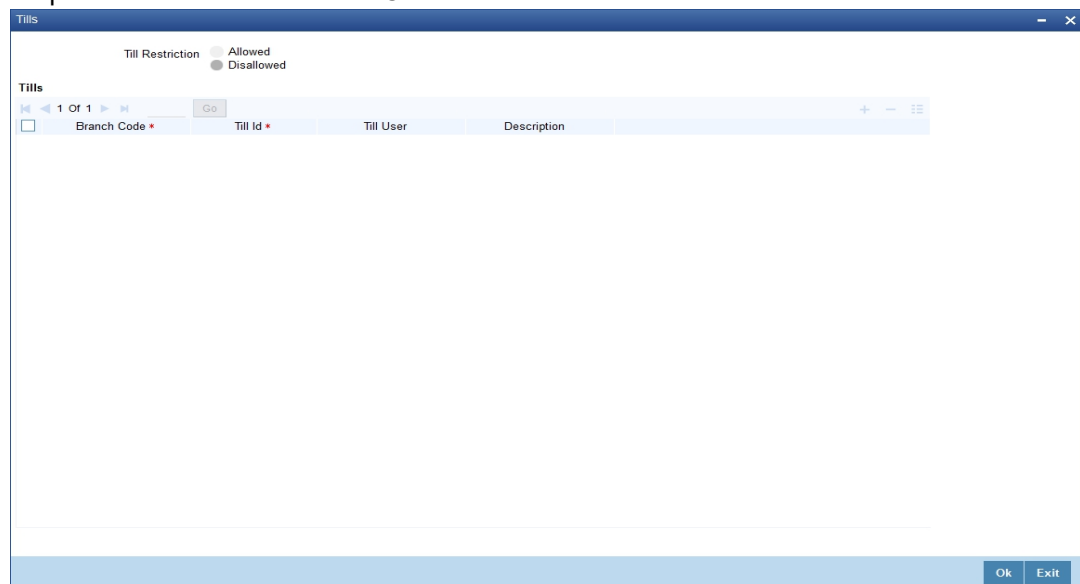 Tills
Till Restriction Allowed
Disallowed
Tills
1 Of 1 Go
Branch Code * Till Id * Till User Description
Ok Exit